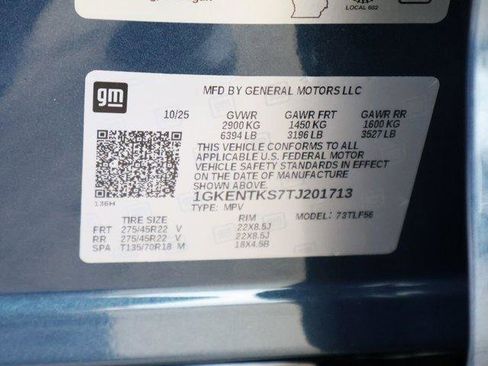 LOCAL 602
gm
MFD BY GENERAL MOTORS LLC
10/25 GVWR GAWR FRT GAWR RR
2900 KG 1450 KG 1600 KG
6394 LB 3196 LB 3527 LB
THIS VEHICLE CONFORMS TO ALL
APPLICABLE U.S. FEDERAL MOTOR
VEHICLE SAFETY STANDARDS IN EFFECT
ON THE DATE OF MANUFACTURE
SHOWN ABOVE.
1GKENTKS7TJ201713
136H
TYPE: MPV MODEL: 73TLF56
TIRE SIZE RIM
FRT 275/45R22 V 22X8.5J
RR 275/45R22 V 22X8.5J
SPA T135/70R18 M 18X4.5B